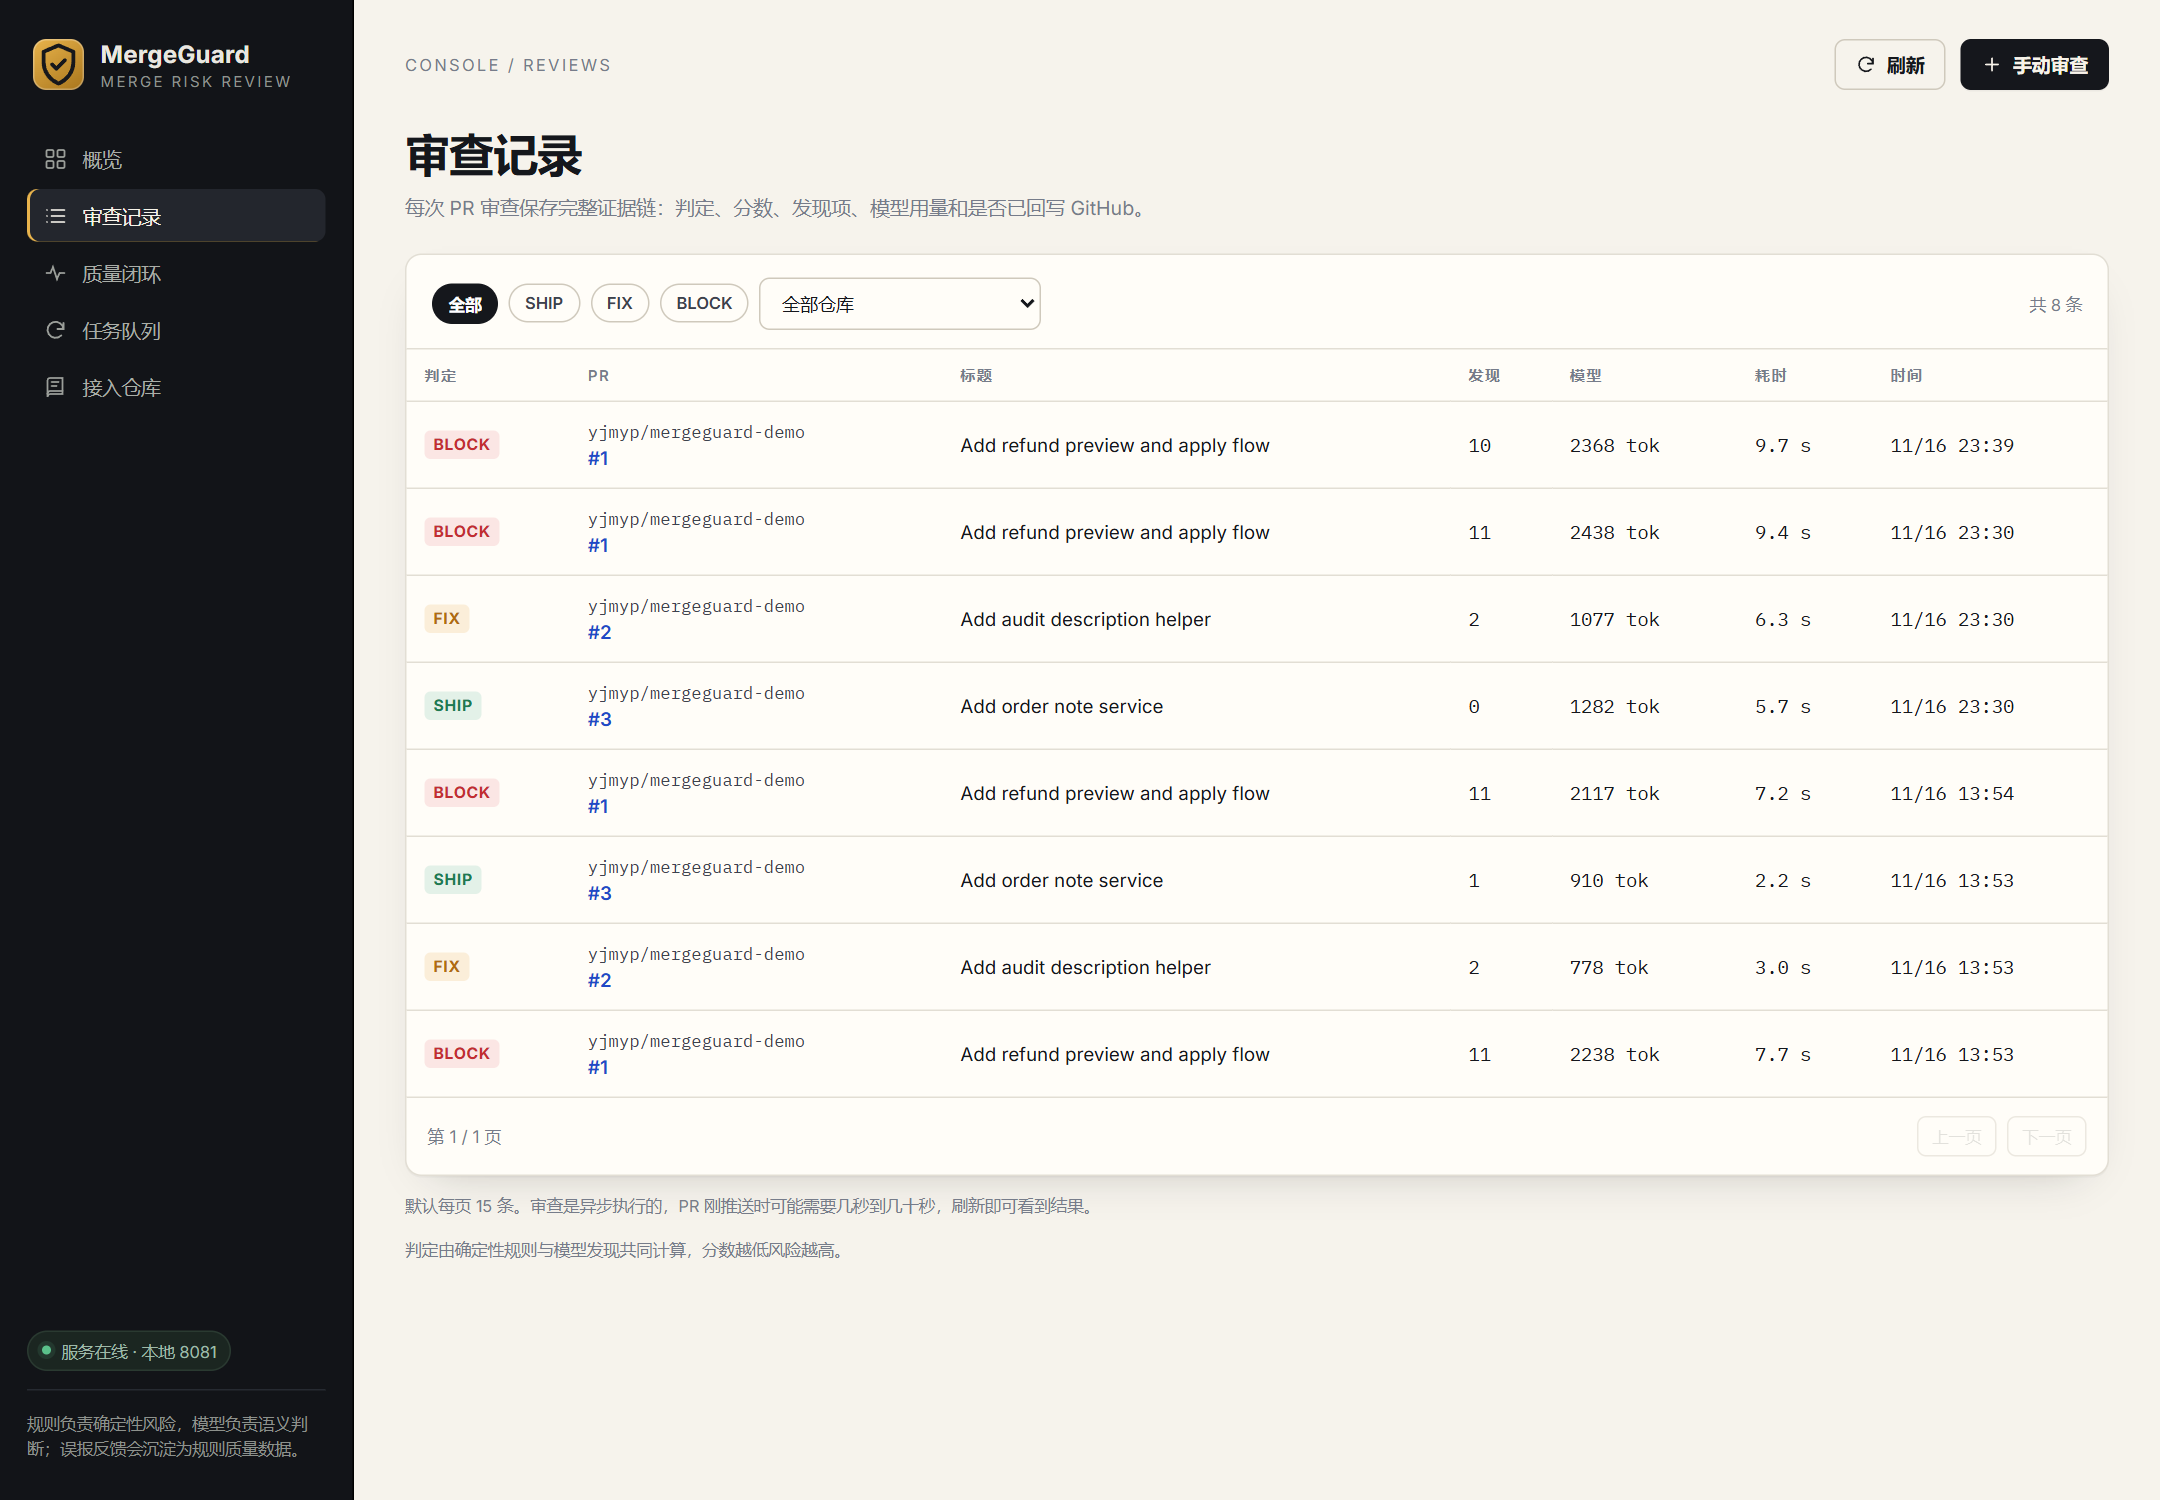 MergeGuard
MERGE RISK REVIEW
概览
审查记录
质量闭环
任务队列
接入仓库
服务在线 · 本地 8081
规则负责确定性风险，模型负责语义判
断；误报反馈会沉淀为规则质量数据。
CONSOLE / REVIEWS
刷新
手动审查
审查记录
每次 PR 审查保存完整证据链：判定、分数、发现项、模型用量和是否已回写 GitHub。
全部 SHIP FIX BLOCK 全部仓库 共 8 条
判定 PR 标题 发现 模型 耗时 时间
BLOCK yjmyp/mergeguard-demo #1 Add refund preview and apply flow 10 2368 tok 9.7 s 11/16 23:39
BLOCK yjmyp/mergeguard-demo #1 Add refund preview and apply flow 11 2438 tok 9.4 s 11/16 23:30
FIX yjmyp/mergeguard-demo #2 Add audit description helper 2 1077 tok 6.3 s 11/16 23:30
SHIP yjmyp/mergeguard-demo #3 Add order note service 0 1282 tok 5.7 s 11/16 23:30
BLOCK yjmyp/mergeguard-demo #1 Add refund preview and apply flow 11 2117 tok 7.2 s 11/16 13:54
SHIP yjmyp/mergeguard-demo #3 Add order note service 1 910 tok 2.2 s 11/16 13:53
FIX yjmyp/mergeguard-demo #2 Add audit description helper 2 778 tok 3.0 s 11/16 13:53
BLOCK yjmyp/mergeguard-demo #1 Add refund preview and apply flow 11 2238 tok 7.7 s 11/16 13:53
第 1 / 1 页 上一页 下一页
默认每页 15 条。审查是异步执行的，PR 刚推送时可能需要几秒到几十秒，刷新即可看到结果。
判定由确定性规则与模型发现共同计算，分数越低风险越高。